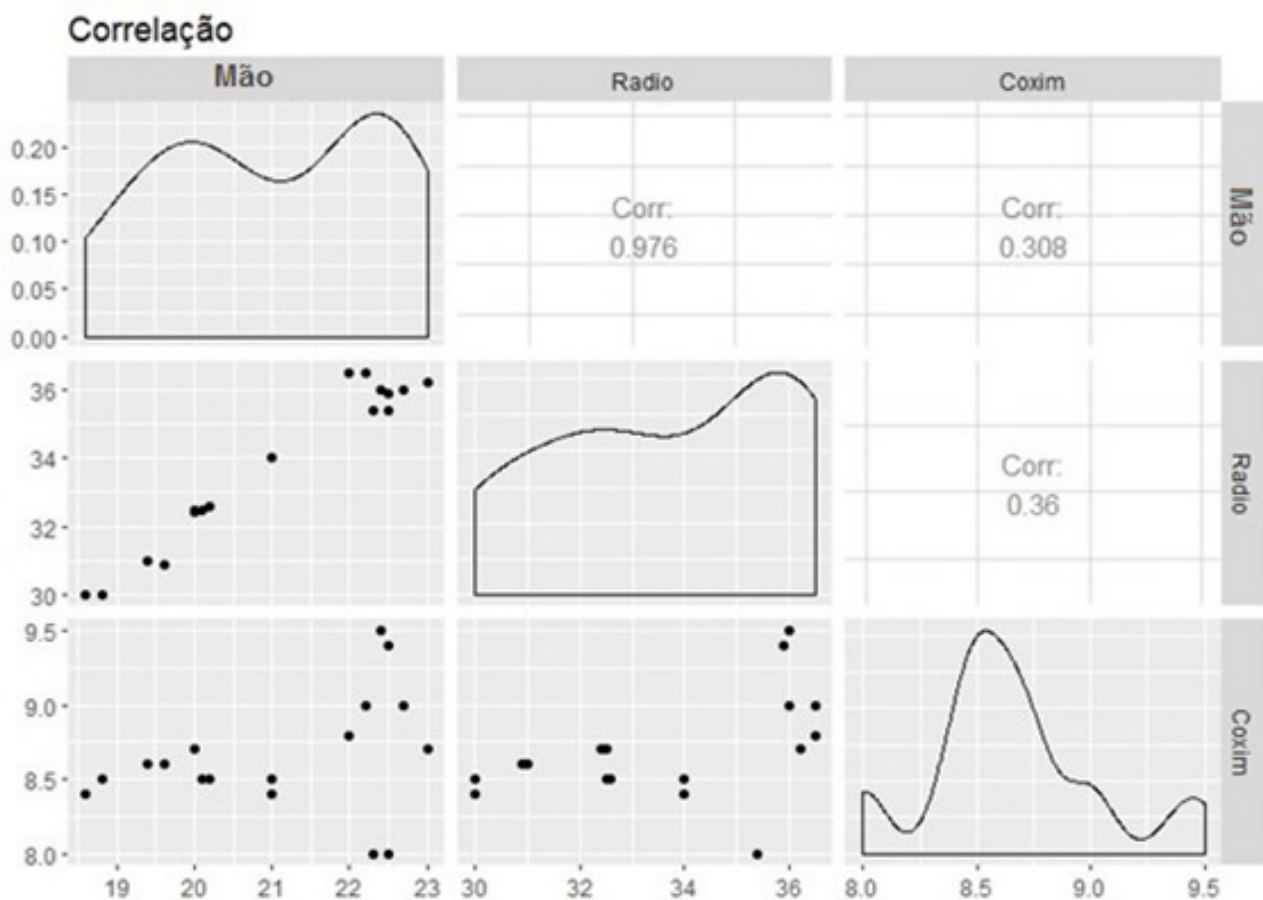 Correlação
Mão Radio Coxim
0.20
0.15
0.10
0.05
0.00
Corr:
0.976
Corr:
0.308
Mão
36
34
32
30
Corr:
0.36
Radio
9.5
9.0
8.5
8.0
Coxim
19 20 21 22 23 30 32 34 36 8.0 8.5 9.0 9.5